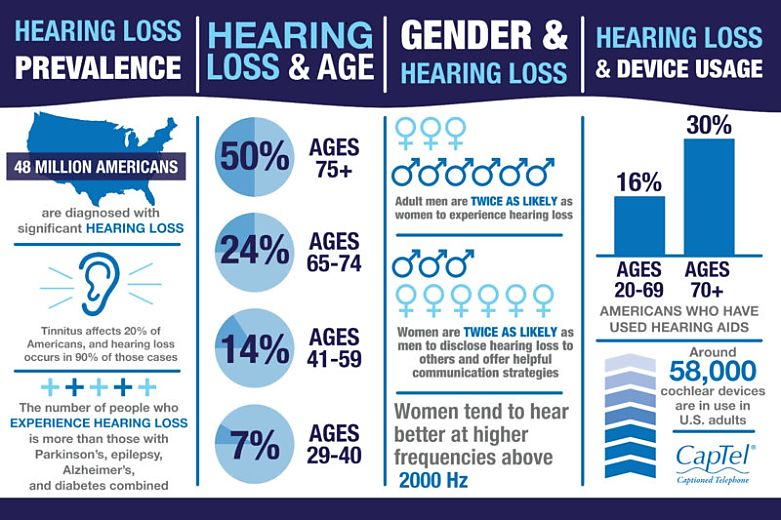 HEARING LOSS
PREVALENCE
48 MILLION AMERICANS
are diagnosed with
significant HEARING LOSS
Tinnitus affects 20% of
Americans, and hearing loss
occurs in 90% of those cases
The number of people who
EXPERIENCE HEARING LOSS
is more than those with
Parkinson's, epilepsy,
Alzheimer's,
and diabetes combined
HEARING
LOSS & AGE
50%
AGES
75+
24%
AGES
65-74
14%
AGES
41-59
7%
AGES
29-40
GENDER &
HEARING LOSS
Adult men are TWICE AS LIKELY as
women to experience hearing loss
Women are TWICE AS LIKELY as
men to disclose hearing loss to
others and offer helpful
communication strategies
Women tend to hear
better at higher
frequencies above
2000 Hz
HEARING LOSS
& DEVICE USAGE
30%
16%
AGES
20-69
AGES
70+
AMERICANS WHO HAVE
USED HEARING AIDS
Around
58,000
cochlear devices
are in use in
U.S. adults
CapTel®
Captioned Telephone